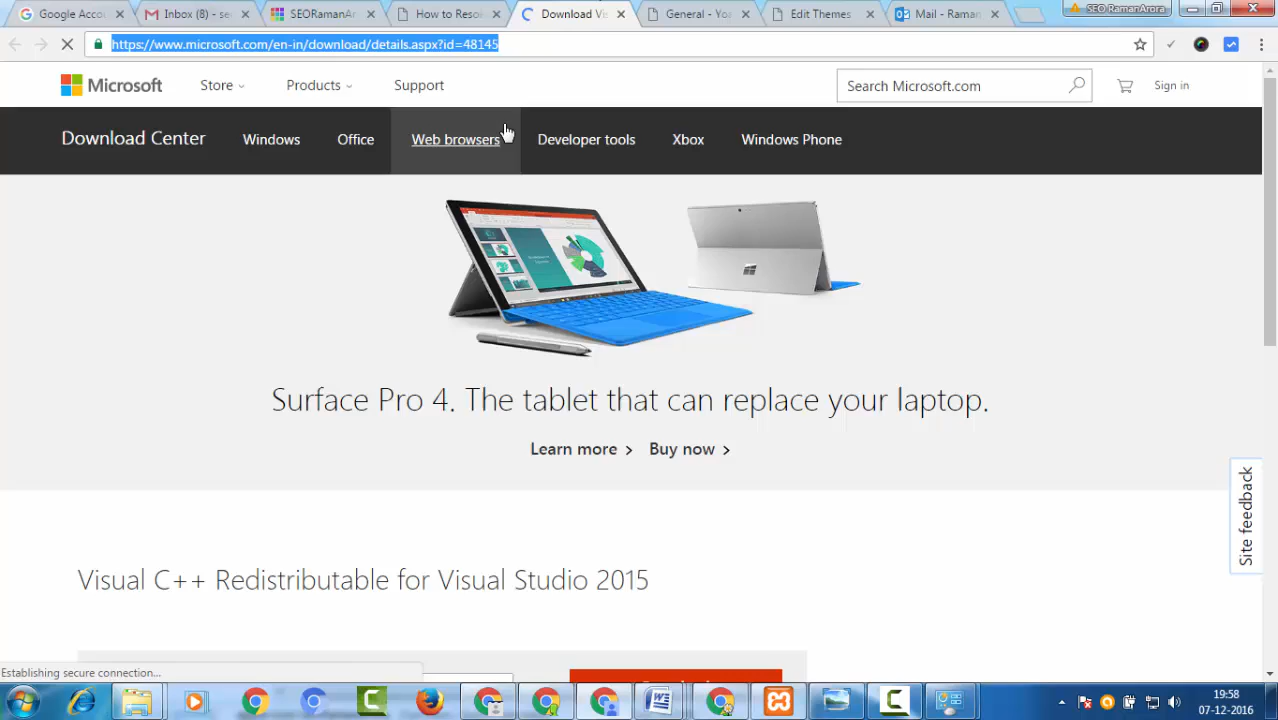 Google Accou
Inbox (8) - se
SEORamanAr
How to Reso
Download Vi
General - You
Edit Themes
Mail - Raman
SEO RamanArora
https://www.microsoft.com/en-in/download/details.aspx?id=48145
Microsoft
Store
Products
Support
Search Microsoft.com
Sign in
Download Center
Windows
Office
Web browsers
Developer tools
Xbox
Windows Phone
Surface Pro 4. The tablet that can replace your laptop.
Learn more
Buy now
Site feedback
Visual C++ Redistributable for Visual Studio 2015
Establishing secure connection...
19:58
07-12-2016